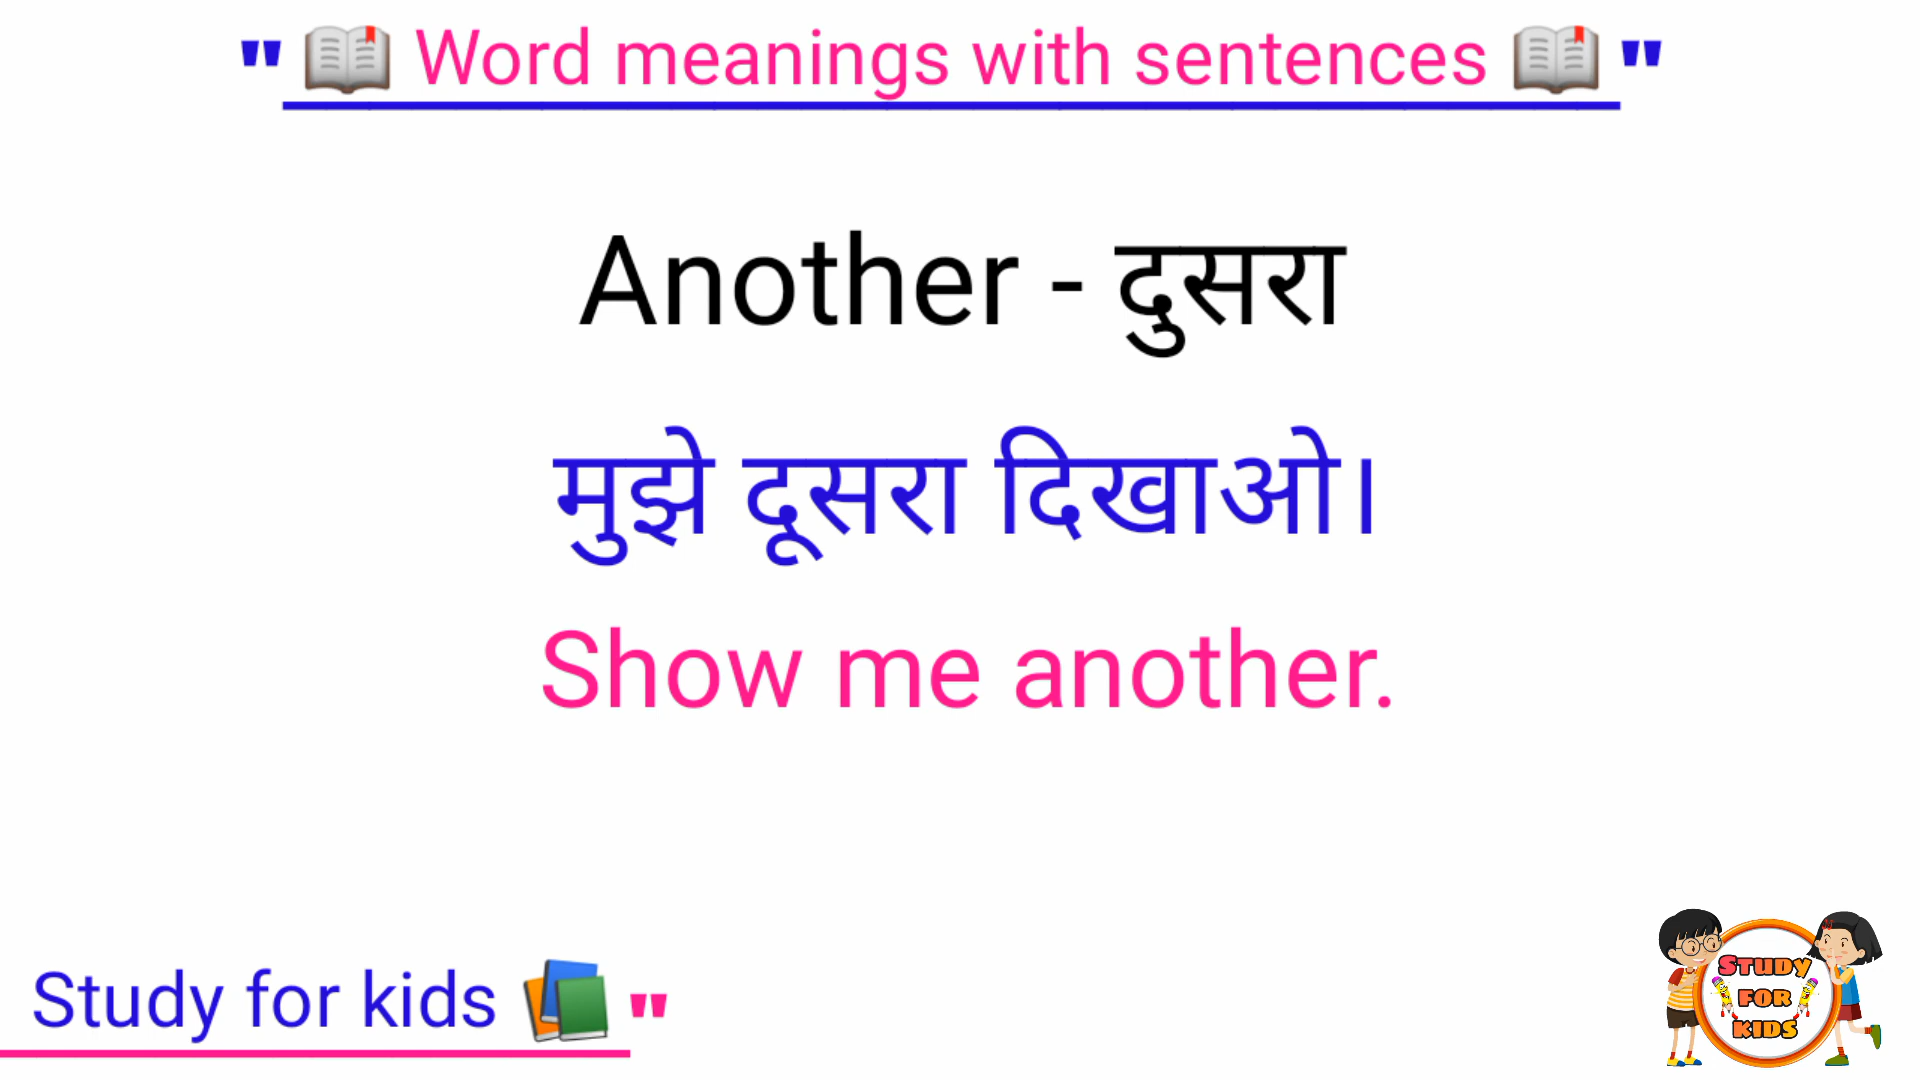 " 📖 Word meanings with sentences 📖 "
Another - दुसरा
मुझे दूसरा दिखाओ।
Show me another.
Study for kids 📚 "
STUDY
FOR
KIDS